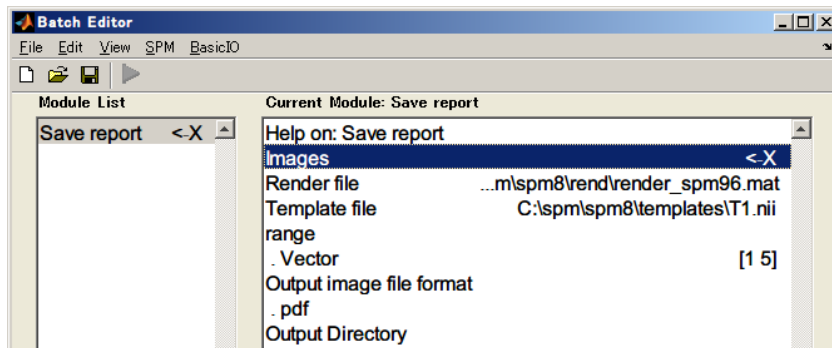 Batch Editor
File Edit View SPM BasicIO
Module List
Current Module: Save report
Save report <-X
Help on: Save report
Images <-X
Render file ...m\spm8\rend\render_spm96.mat
Template file C:\spm\spm8\templates\T1.nii
range
. Vector [1 5]
Output image file format
. pdf
Output Directory